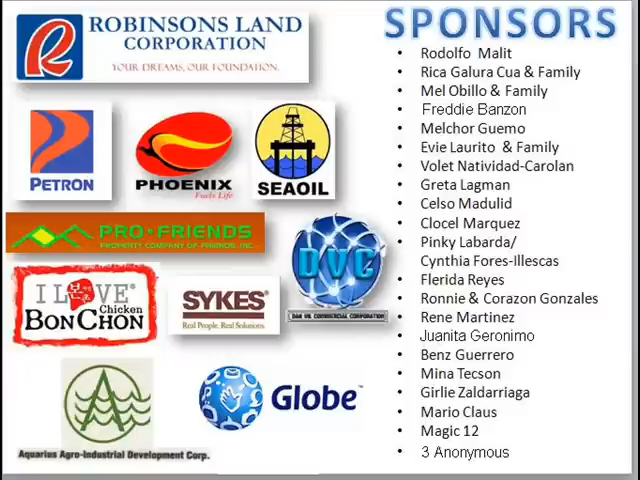 ROBINSONS LAND
CORPORATION
YOUR DREAMS, OUR FOUNDATION.
PETRON
PHOENIX
Fuels Life
SEAOIL
PRO•FRIENDS
PROPERTY COMPANY OF FRIENDS, INC.
DVC
COMMERCIAL CORPORATION
I LOVE
본촌
Chicken
BONCHON
SYKES
Real People. Real Solutions.
Globe
Aquarius Agro-Industrial Development Corp.
SPONSORS
• Rodolfo Malit
• Rica Galura Cua & Family
• Mel Obillo & Family
• Freddie Banzon
• Melchor Guemo
• Evie Laurito & Family
• Volet Natividad-Carolan
• Greta Lagman
• Celso Madulid
• Clocel Marquez
• Pinky Labarda/
Cynthia Fores-Illescas
• Flerida Reyes
• Ronnie & Corazon Gonzales
• Rene Martinez
• Juanita Geronimo
• Benz Guerrero
• Mina Tecson
• Girlie Zaldarriaga
• Mario Claus
• Magic 12
• 3 Anonymous